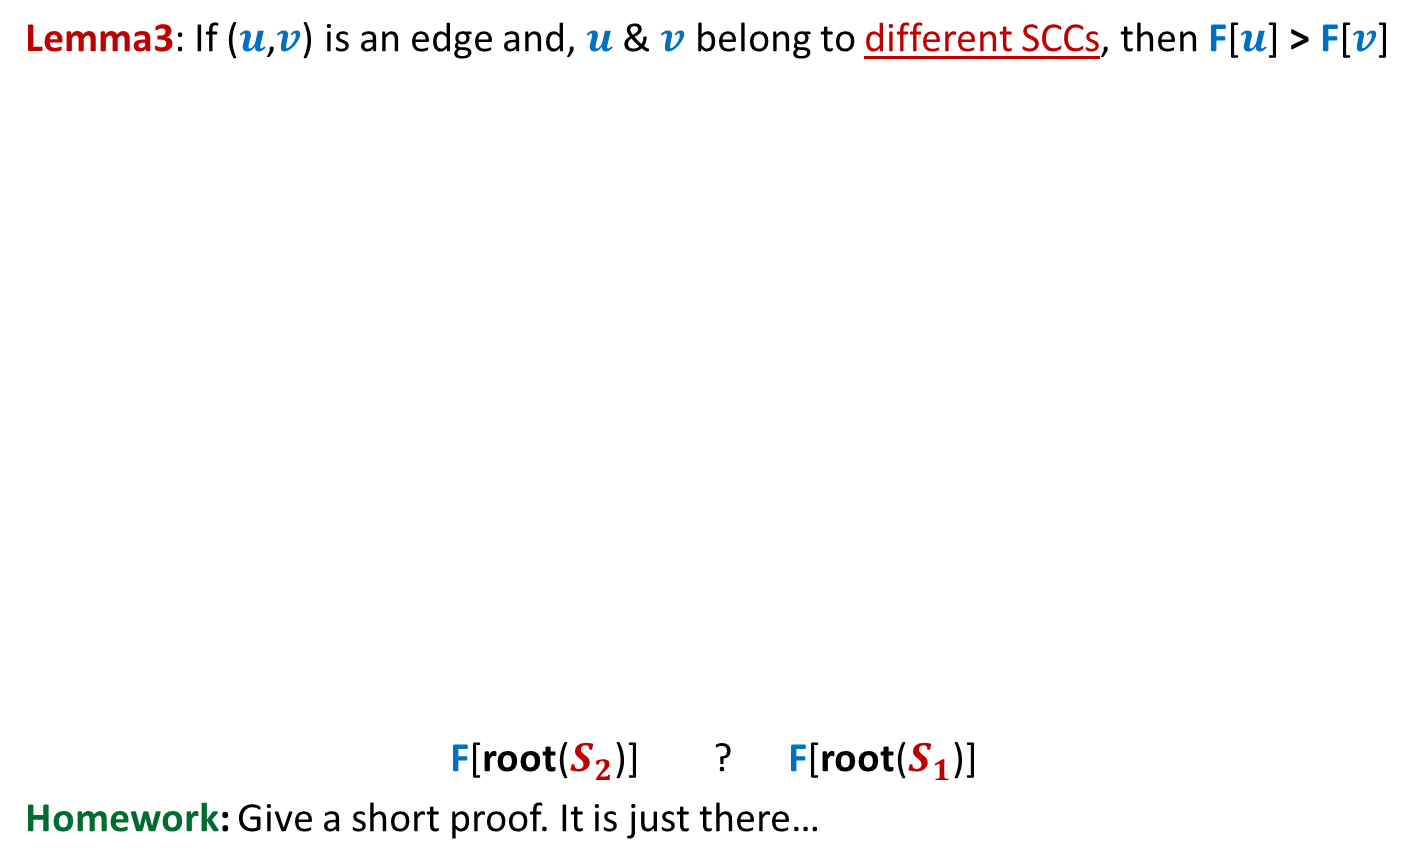 Lemma3: If (u,v) is an edge and, u & v belong to different SCCs, then F[u] > F[v]
F[root(S₂)] ? F[root(S₁)]
Homework: Give a short proof. It is just there…